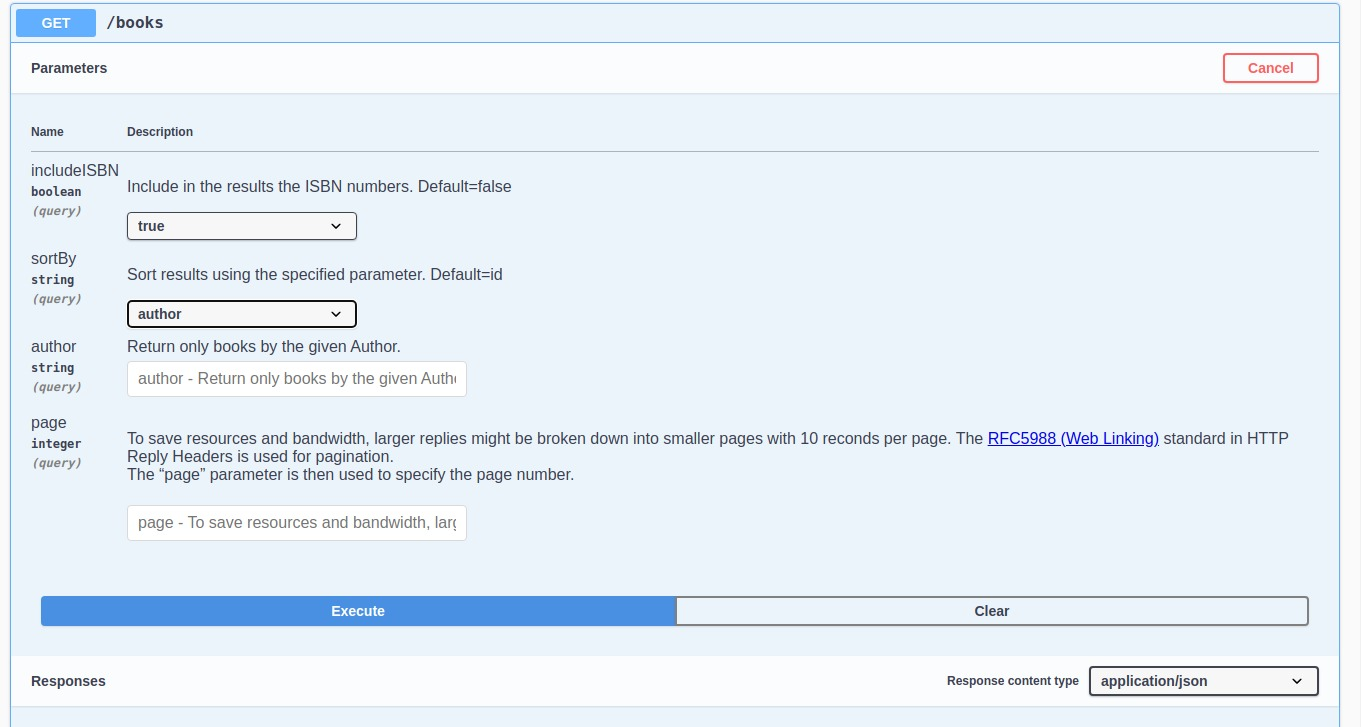 GET /books
Parameters
Cancel
Name Description
includeISBN
boolean
(query)
Include in the results the ISBN numbers. Default=false
true
sortBy
string
(query)
Sort results using the specified parameter. Default=id
author
author
string
(query)
Return only books by the given Author.
author - Return only books by the given Autho
page
integer
(query)
To save resources and bandwidth, larger replies might be broken down into smaller pages with 10 reconds per page. The RFC5988 (Web Linking) standard in HTTP
Reply Headers is used for pagination.
The “page” parameter is then used to specify the page number.
page - To save resources and bandwidth, larg
Execute
Clear
Responses
Response content type
application/json